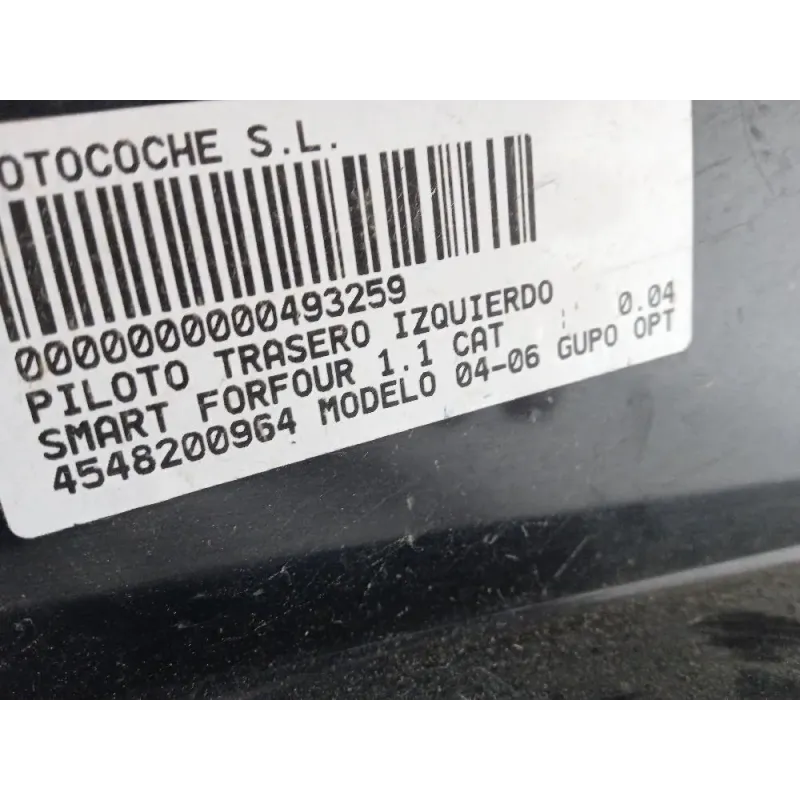 OTOCOCHE S.L.
0000000000493259
PILOTO TRASERO IZQUIERDO
SMART FORFOUR 1.1 CAT : 0.04
4548200964 MODELO 04-06 GUPO OPT